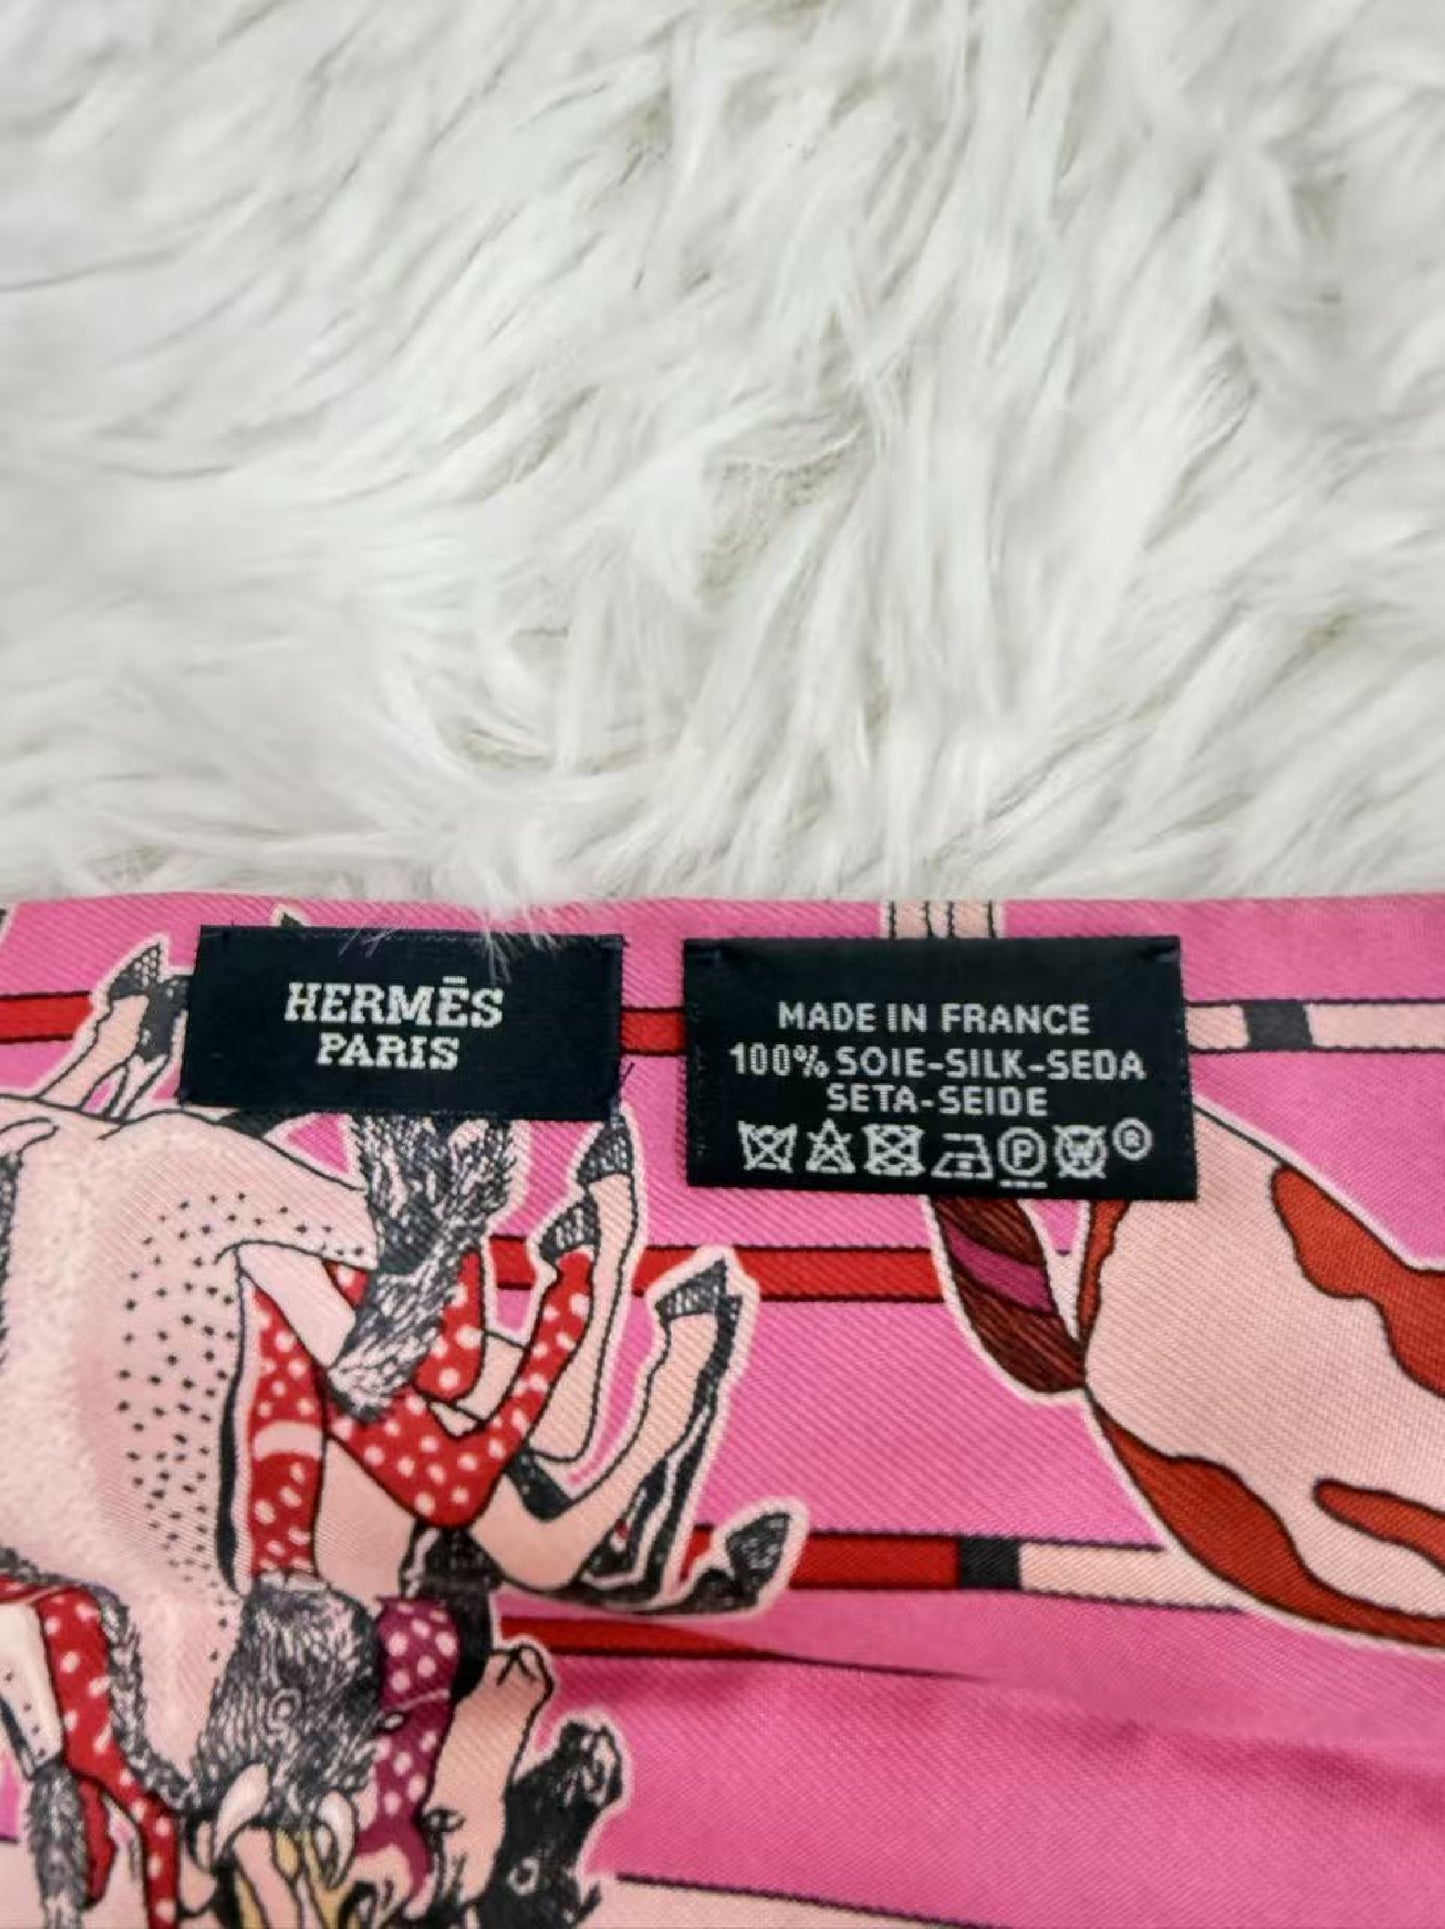 HERMÈS
PARIS
MADE IN FRANCE
100% SOIE-SILK-SEDA
SETA-SEIDE
P W ®